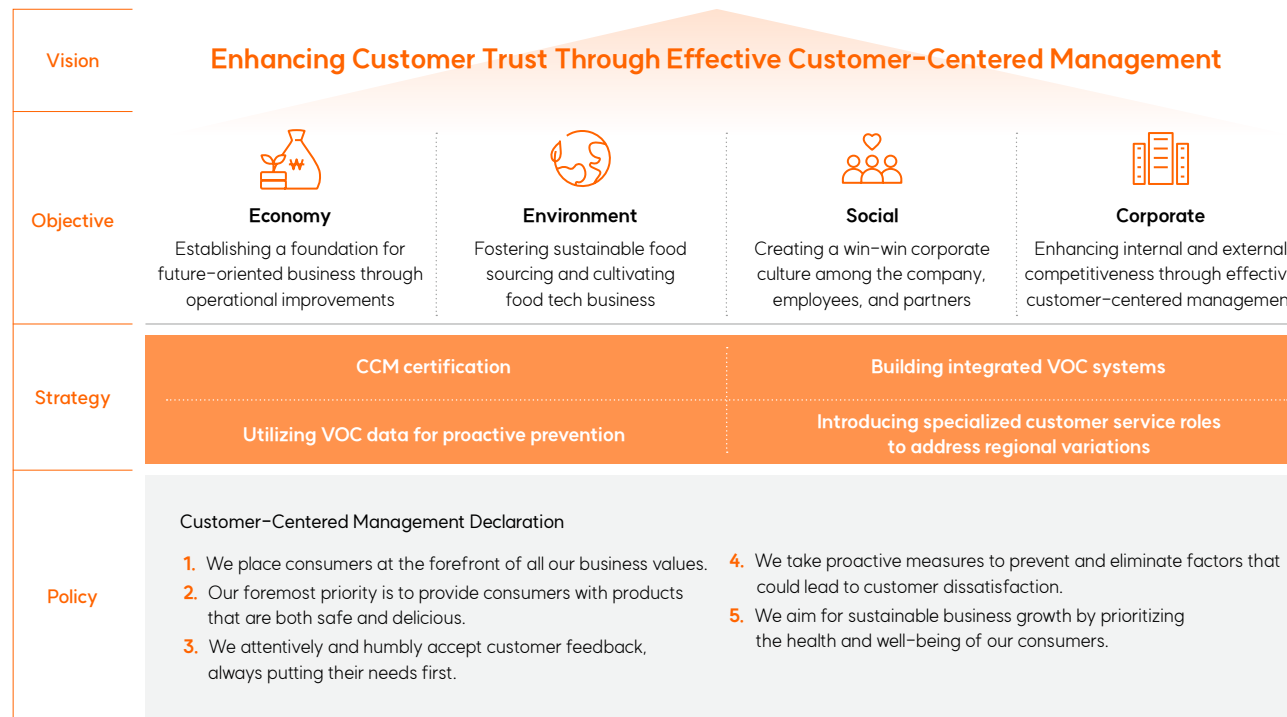 Vision
Enhancing Customer Trust Through Effective Customer-Centered Management
Objective
₩
Economy
Establishing a foundation for
future-oriented business through
operational improvements
Environment
Fostering sustainable food
sourcing and cultivating
food tech business
Social
Creating a win-win corporate
culture among the company,
employees, and partners
Corporate
Enhancing internal and external
competitiveness through effectiv
customer-centered managemen
Strategy
CCM certification
Building integrated VOC systems
Utilizing VOC data for proactive prevention
Introducing specialized customer service roles
to address regional variations
Policy
Customer-Centered Management Declaration
1. We place consumers at the forefront of all our business values.
2. Our foremost priority is to provide consumers with products
that are both safe and delicious.
3. We attentively and humbly accept customer feedback,
always putting their needs first.
4. We take proactive measures to prevent and eliminate factors that
could lead to customer dissatisfaction.
5. We aim for sustainable business growth by prioritizing
the health and well-being of our consumers.